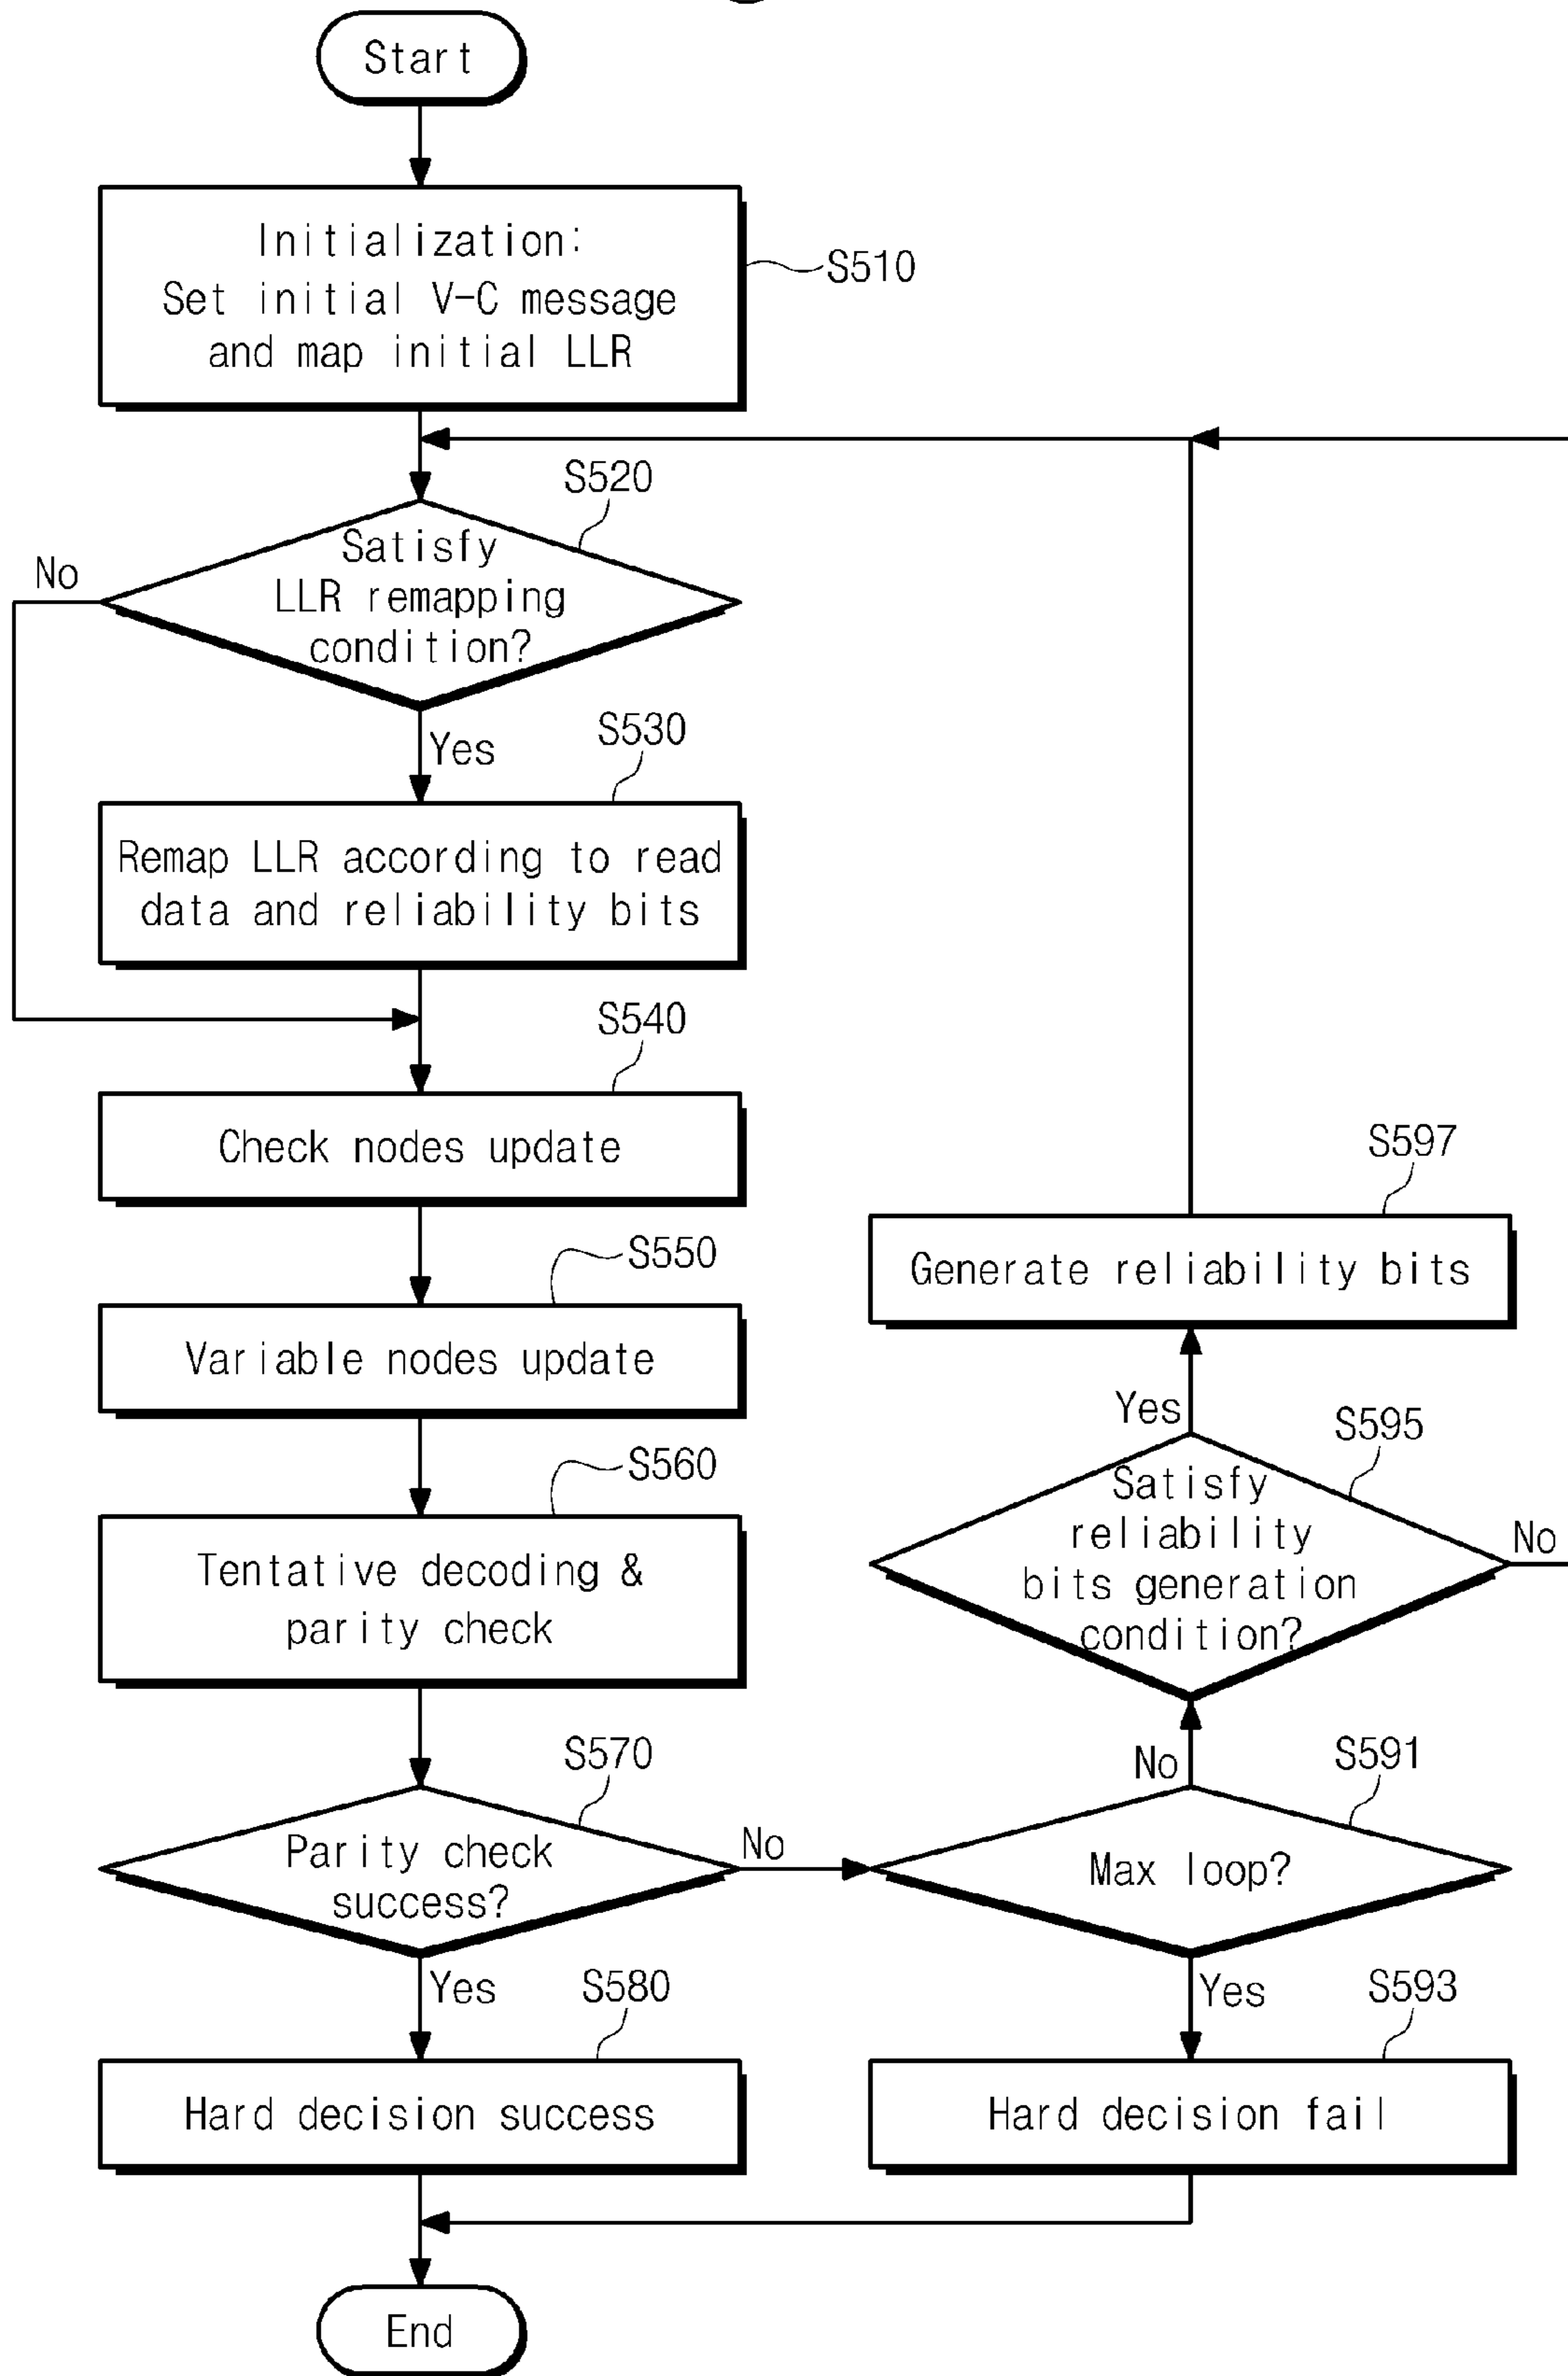 Start
Initialization:
Set initial V-C message
and map initial LLR
S510
S520
Satisfy
LLR remapping
condition?
No
Yes
S530
Remap LLR according to read
data and reliability bits
S540
Check nodes update
S550
Variable nodes update
S560
Tentative decoding &
parity check
S570
Parity check
success?
No
Yes
S580
Hard decision success
S591
Max loop?
No
Yes
S593
Hard decision fail
S595
Satisfy
reliability
bits generation
condition?
Yes
No
S597
Generate reliability bits
End